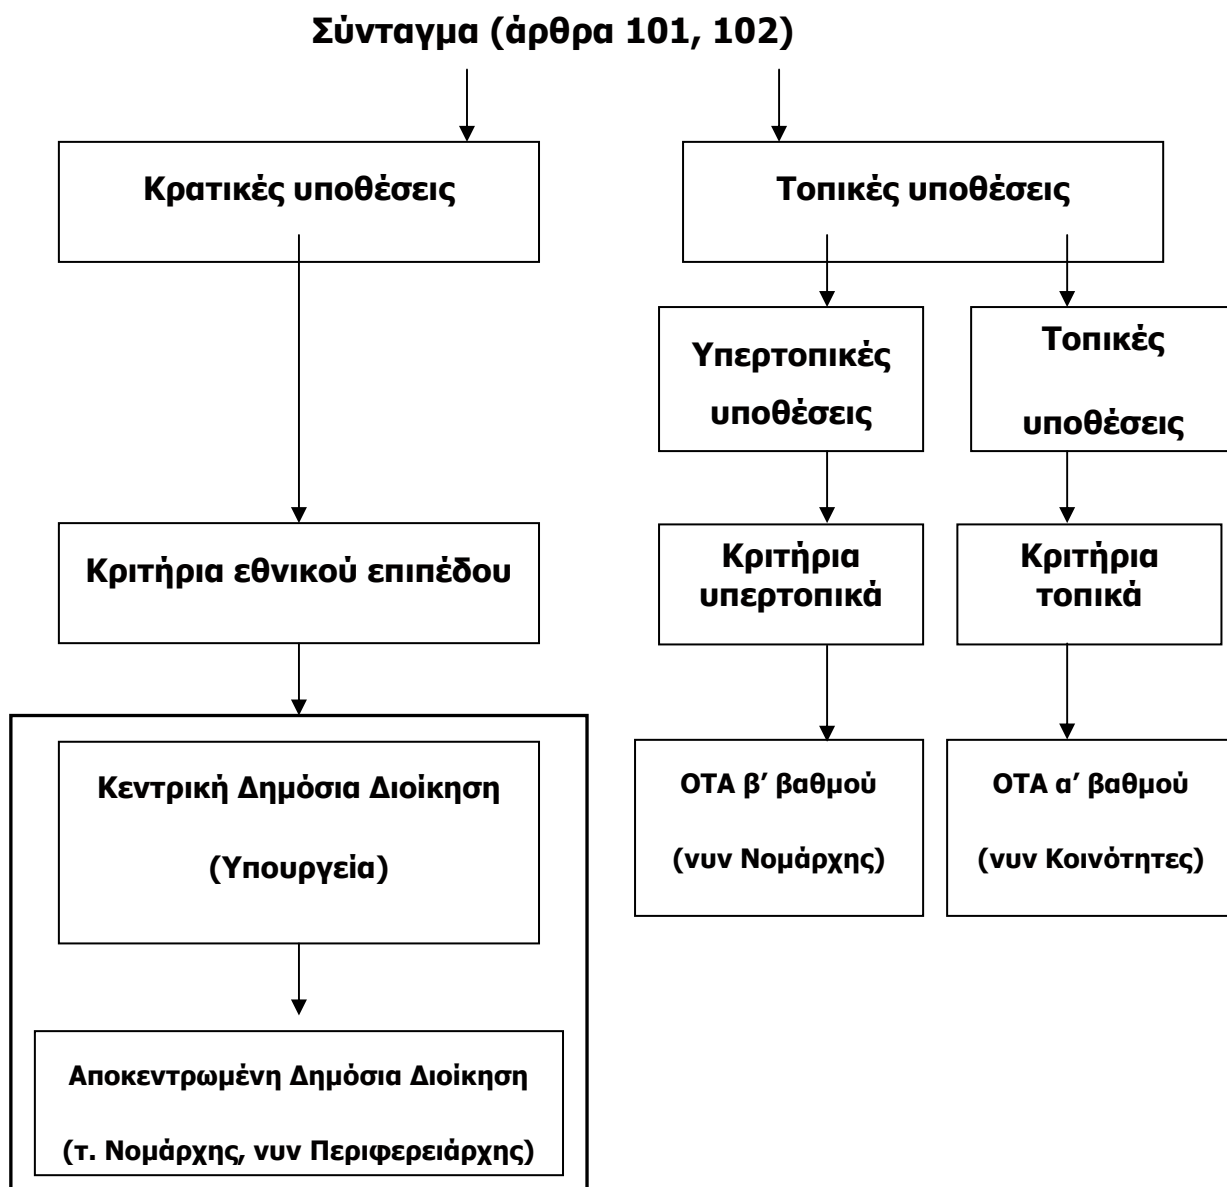 Σύνταγμα (άρθρα 101, 102)
Κρατικές υποθέσεις
Τοπικές υποθέσεις
Υπερτοπικές
υποθέσεις
Τοπικές
υποθέσεις
Κριτήρια εθνικού επιπέδου
Κριτήρια
υπερτοπικά
Κριτήρια
τοπικά
Κεντρική Δημόσια Διοίκηση
(Υπουργεία)
ΟΤΑ β’ βαθμού
(νυν Νομάρχης)
ΟΤΑ α’ βαθμού
(νυν Κοινότητες)
Αποκεντρωμένη Δημόσια Διοίκηση
(τ. Νομάρχης, νυν Περιφερειάρχης)